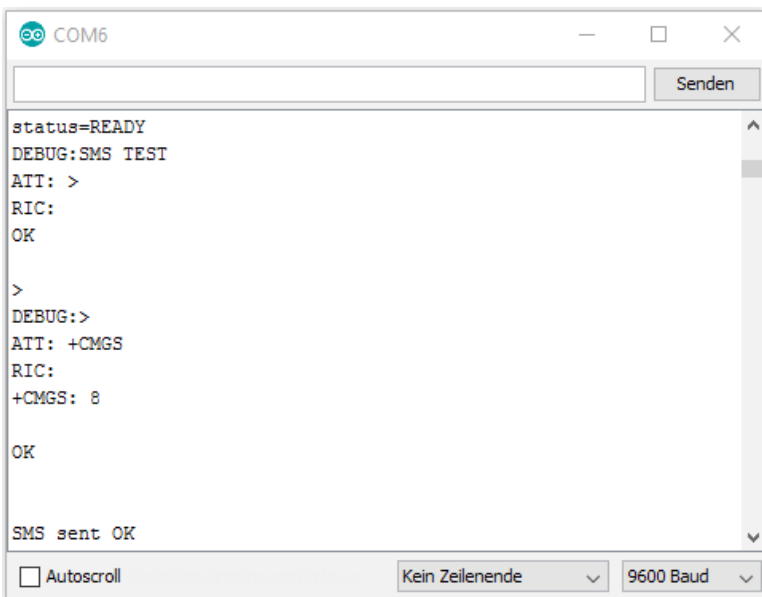 COM6
Senden
status=READY
DEBUG:SMS TEST
ATT: >
RIC:
OK
>
DEBUG:>
ATT: +CMGS
RIC:
+CMGS: 8
OK
SMS sent OK
Autoscroll
Kein Zeilenende
9600 Baud